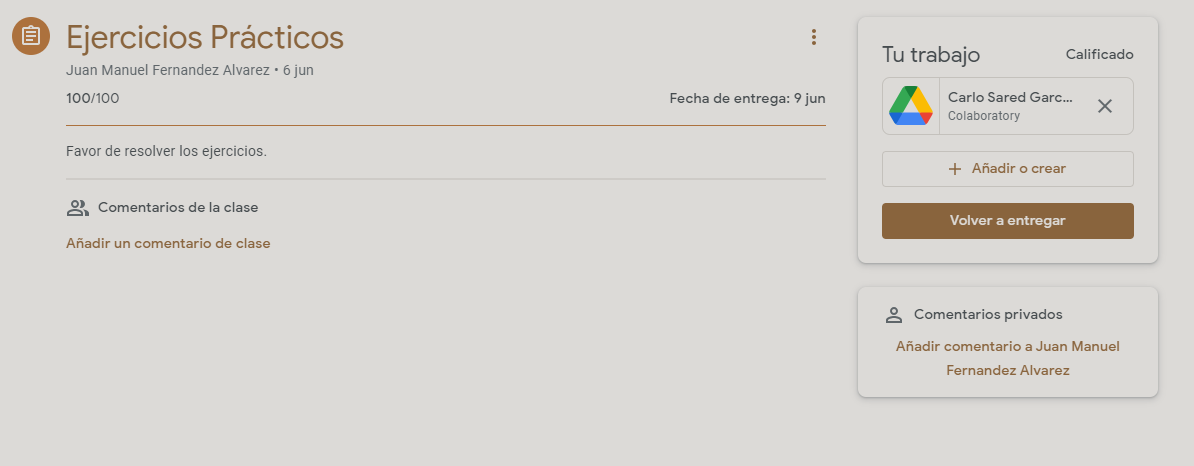 Ejercicios Prácticos
Juan Manuel Fernandez Alvarez • 6 jun
100/100
Fecha de entrega: 9 jun
Favor de resolver los ejercicios.
Comentarios de la clase
Añadir un comentario de clase
Tu trabajo
Calificado
Carlo Sared Garc...
Colaboratory
Añadir o crear
Volver a entregar
Comentarios privados
Añadir comentario a Juan Manuel
Fernandez Alvarez